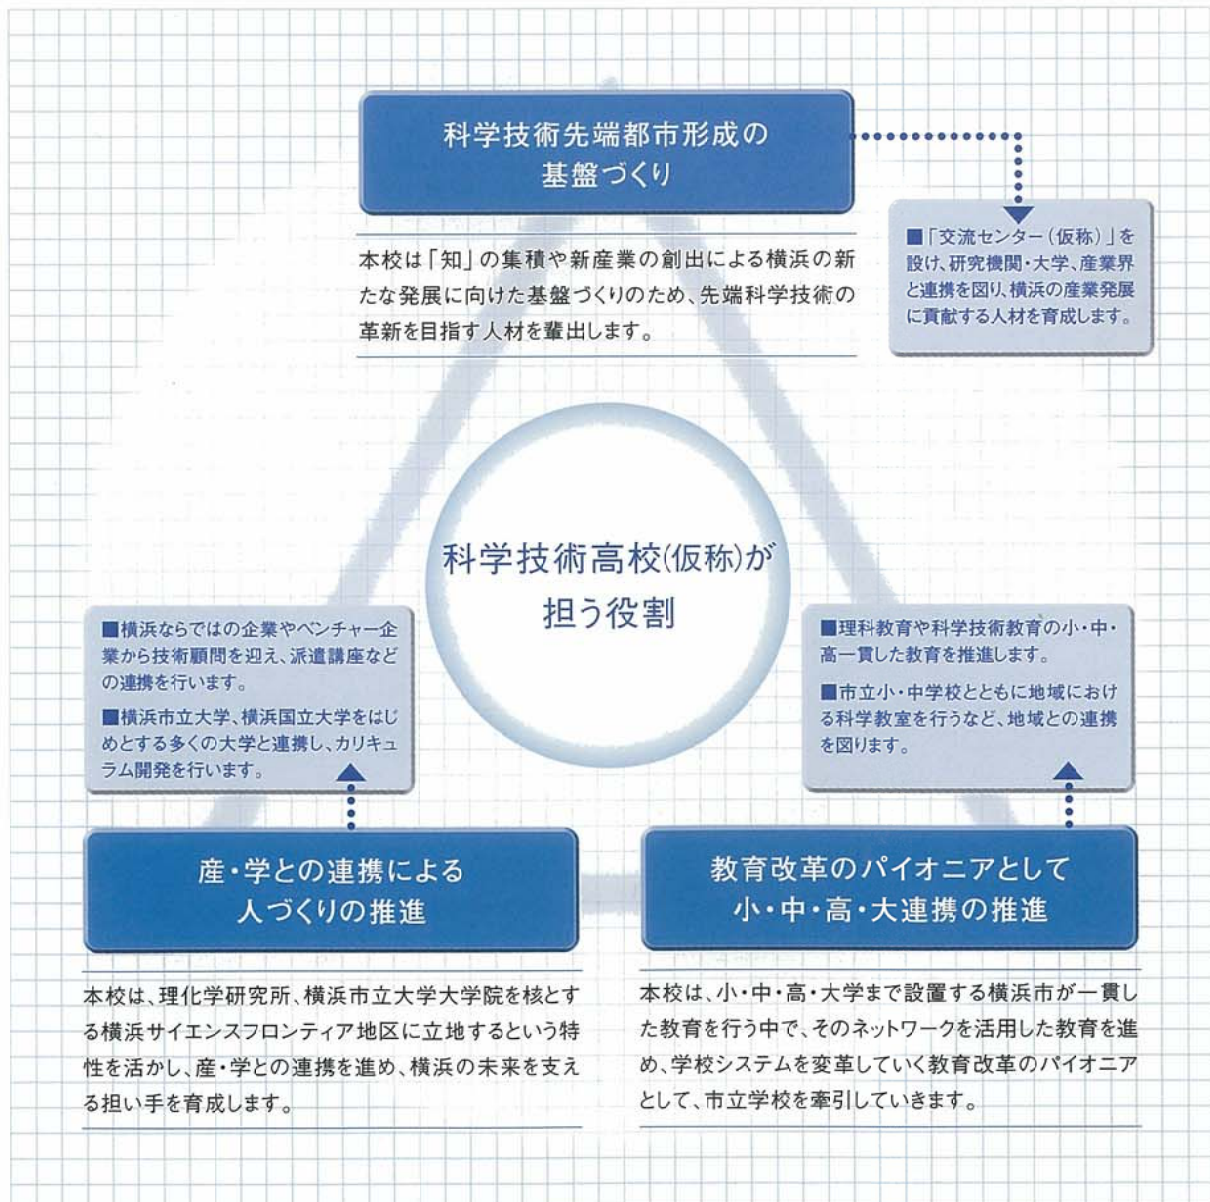 科学技術先端都市形成の
基盤づくり
本校は「知」の集積や新産業の創出による横浜の新
たな発展に向けた基盤づくりのため、先端科学技術の
革新を目指す人材を輩出します。
■「交流センター(仮称)」を
設け、研究機関・大学、産業界
と連携を図り、横浜の産業発展
に貢献する人材を育成します。
科学技術高校(仮称)が
担う役割
■横浜ならではの企業やベンチャー企
業から技術顧問を迎え、派遣講座など
の連携を行います。
■横浜市立大学、横浜国立大学をはじ
めとする多くの大学と連携し、カリキュ
ラム開発を行います。
■理科教育や科学技術教育の小・中・
高一貫した教育を推進します。
■市立小・中学校とともに地域におけ
る科学教室を行うなど、地域との連携
を図ります。
産・学との連携による
人づくりの推進
本校は、理化学研究所、横浜市立大学大学院を核とす
る横浜サイエンスフロンティア地区に立地するという特
性を活かし、産・学との連携を進め、横浜の未来を支え
る担い手を育成します。
教育改革のパイオニアとして
小・中・高・大連携の推進
本校は、小・中・高・大学まで設置する横浜市が一貫し
た教育を行う中で、そのネットワークを活用した教育を進
め、学校システムを変革していく教育改革のパイオニア
として、市立学校を牽引していきます。